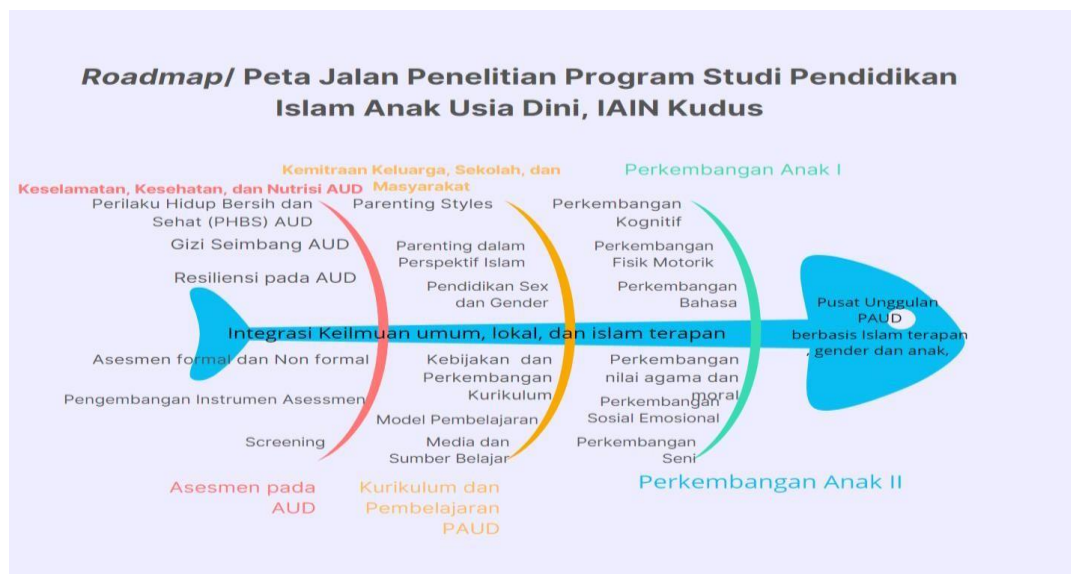 Roadmap/ Peta Jalan Penelitian Program Studi Pendidikan
Islam Anak Usia Dini, IAIN Kudus
Keselamatan, Kesehatan, dan Nutrisi AUD
Perilaku Hidup Bersih dan
Sehat (PHBS) AUD
Gizi Seimbang AUD
Resiliensi pada AUD
Kemitraan Keluarga, Sekolah, dan
Masyarakat
Parenting Styles
Parenting dalam
Perspektif Islam
Pendidikan Sex
dan Gender
Perkembangan Anak I
Perkembangan
Kognitif
Perkembangan
Fisik Motorik
Perkembangan
Bahasa
Integrasi Keilmuan umum, lokal, dan islam terapan
Pusat Unggulan
PAUD
berbasis Islam terapan
, gender dan anak,
Asesmen formal dan Non formal
Pengembangan Instrumen Asessmen
Screening
Asesmen pada
AUD
Kebijakan dan
Perkembangan
Kurikulum
Model Pembelajaran
Media dan
Sumber Belajar
Kurikulum dan
Pembelajaran
PAUD
Perkembangan
nilai agama dan
moral
Perkembangan
Sosial Emosional
Perkembangan
Seni
Perkembangan Anak II